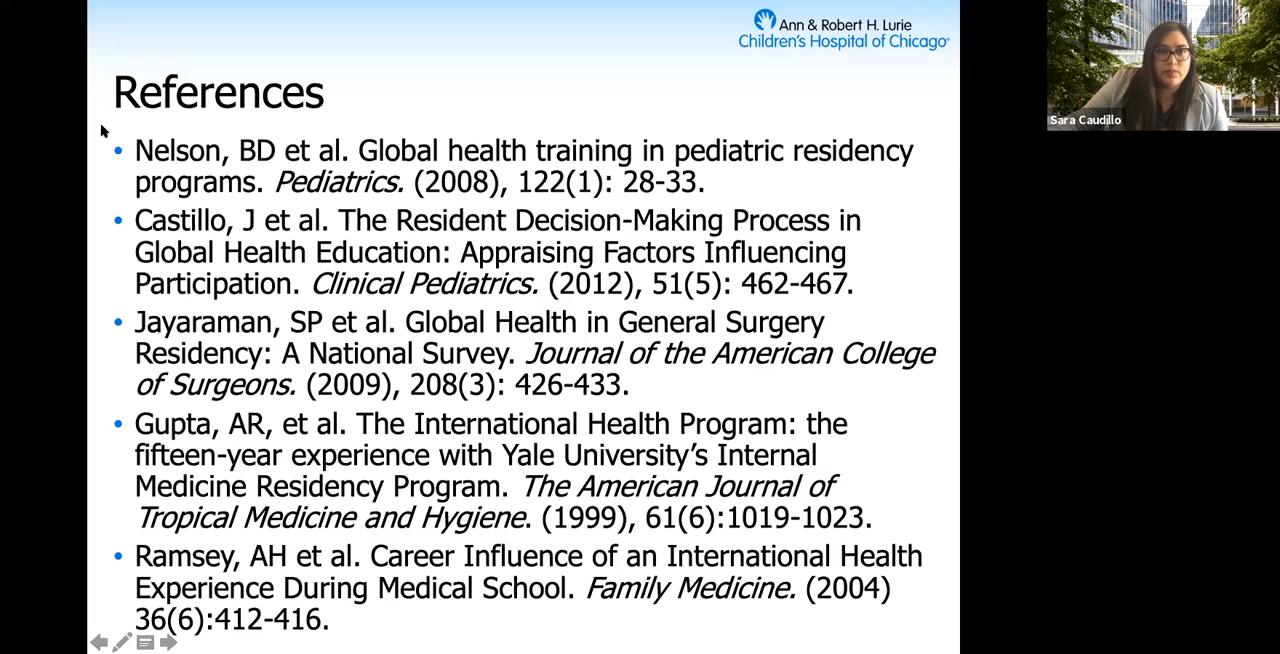 Ann & Robert H. Lurie
Children's Hospital of Chicago®
Sara Caudillo
References
• Nelson, BD et al. Global health training in pediatric residency
programs. Pediatrics. (2008), 122(1): 28-33.
• Castillo, J et al. The Resident Decision-Making Process in
Global Health Education: Appraising Factors Influencing
Participation. Clinical Pediatrics. (2012), 51(5): 462-467.
• Jayaraman, SP et al. Global Health in General Surgery
Residency: A National Survey. Journal of the American College
of Surgeons. (2009), 208(3): 426-433.
• Gupta, AR, et al. The International Health Program: the
fifteen-year experience with Yale University’s Internal
Medicine Residency Program. The American Journal of
Tropical Medicine and Hygiene. (1999), 61(6):1019-1023.
• Ramsey, AH et al. Career Influence of an International Health
Experience During Medical School. Family Medicine. (2004)
36(6):412-416.